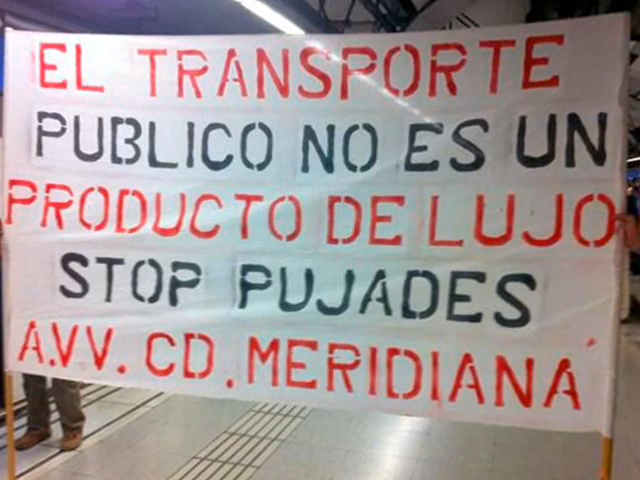 EL TRANSPORTE
PUBLICO NO ES UN
PRODUCTO DE LUJO
STOP PUJADES
A.VV. CD. MERIDIANA